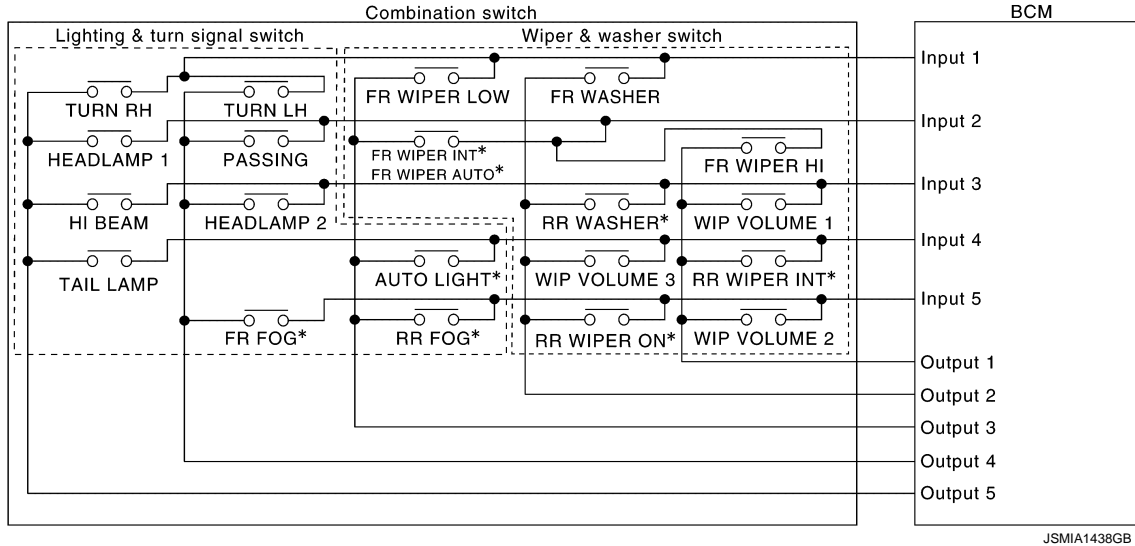 Combination switch
BCM
Lighting & turn signal switch
Wiper & washer switch
Input 1
TURN RH
TURN LH
FR WIPER LOW
FR WASHER
Input 2
HEADLAMP 1
PASSING
FR WIPER INT*
FR WIPER AUTO*
FR WIPER HI
Input 3
HI BEAM
HEADLAMP 2
RR WASHER*
WIP VOLUME 1
Input 4
TAIL LAMP
AUTO LIGHT*
WIP VOLUME 3
RR WIPER INT*
Input 5
FR FOG*
RR FOG*
RR WIPER ON*
WIP VOLUME 2
Output 1
Output 2
Output 3
Output 4
Output 5
JSMIA1438GB